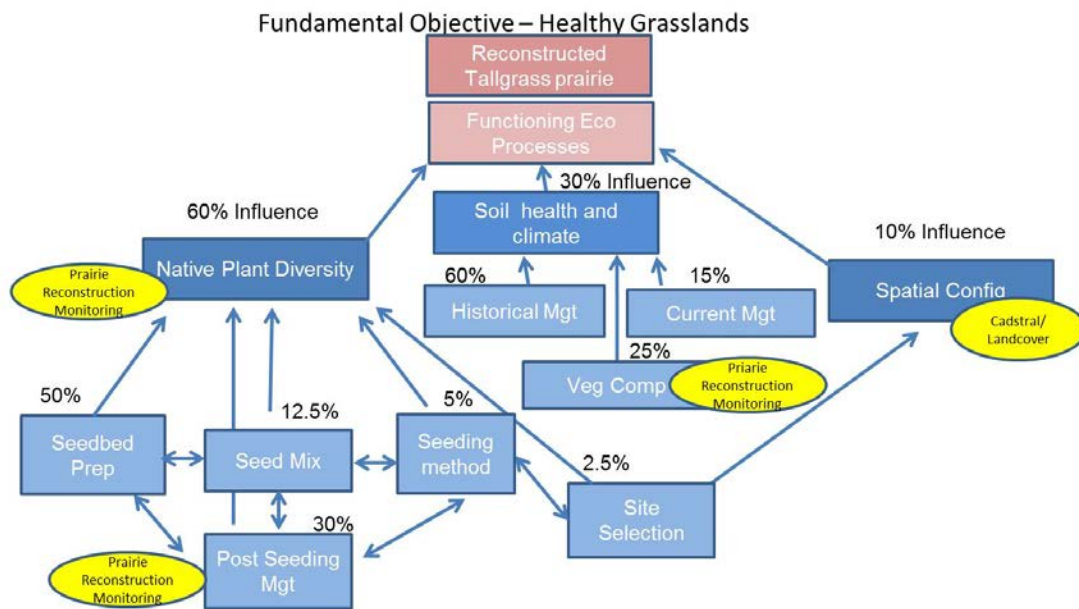 Fundamental Objective – Healthy Grasslands
Reconstructed
Tallgrass prairie
Functioning Eco
Processes
30% Influence
60% Influence
Soil health and
climate
10% Influence
Native Plant Diversity
Prairie
Reconstruction
Monitoring
60%
Historical Mgt
15%
Current Mgt
Spatial Config
Cadstral/
Landcover
25%
Veg Comp
Priarie
Reconstruction
Monitoring
50%
Seedbed
Prep
12.5%
Seed Mix
5%
Seeding
method
2.5%
Site
Selection
30%
Post Seeding
Mgt
Prairie
Reconstruction
Monitoring